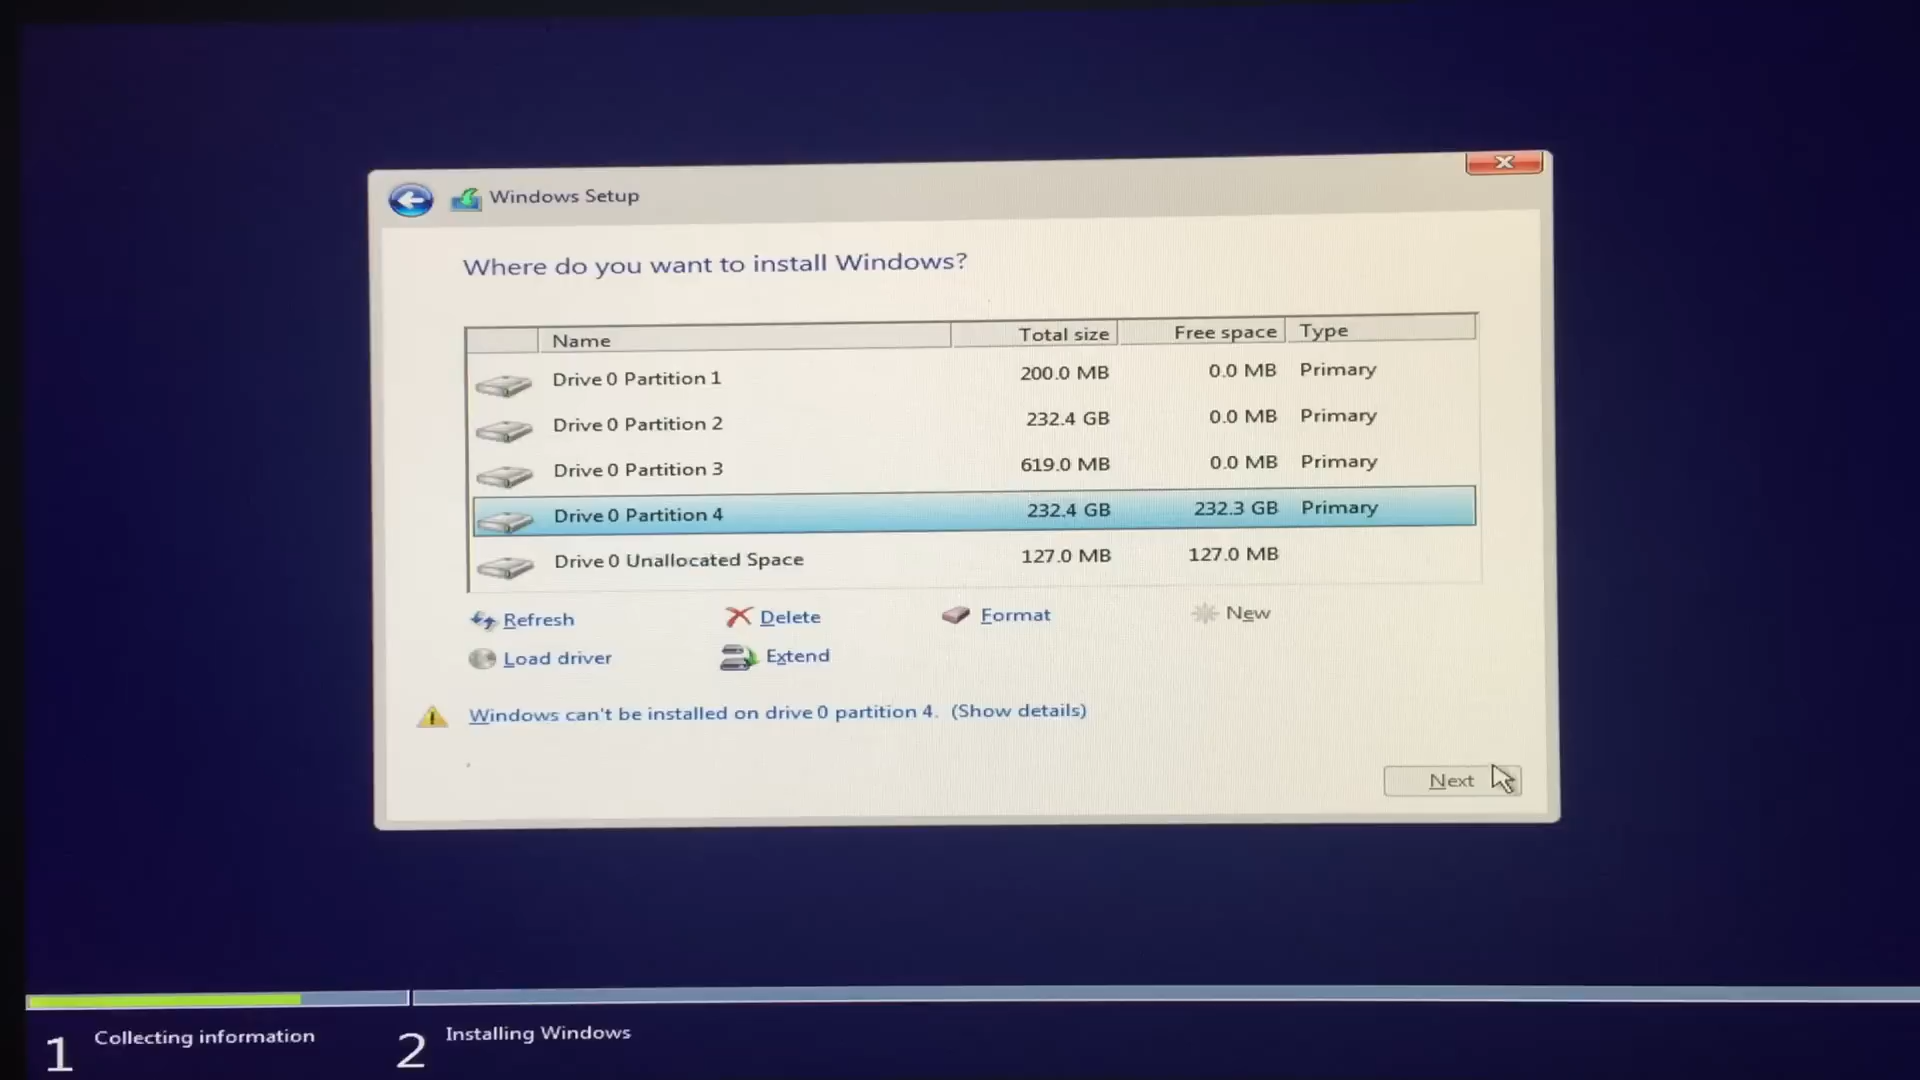 Windows Setup
Where do you want to install Windows?
Name Total size Free space Type
Drive 0 Partition 1 200.0 MB 0.0 MB Primary
Drive 0 Partition 2 232.4 GB 0.0 MB Primary
Drive 0 Partition 3 619.0 MB 0.0 MB Primary
Drive 0 Partition 4 232.4 GB 232.3 GB Primary
Drive 0 Unallocated Space 127.0 MB 127.0 MB
Refresh Delete Format New
Load driver Extend
Windows can't be installed on drive 0 partition 4. (Show details)
Next
1 Collecting information 2 Installing Windows